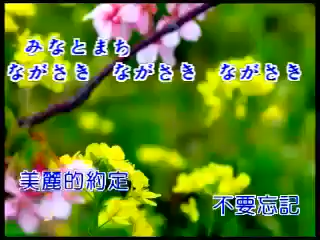 みなとまち
ながさき　ながさき　ながさき
美麗的約定
不要忘記